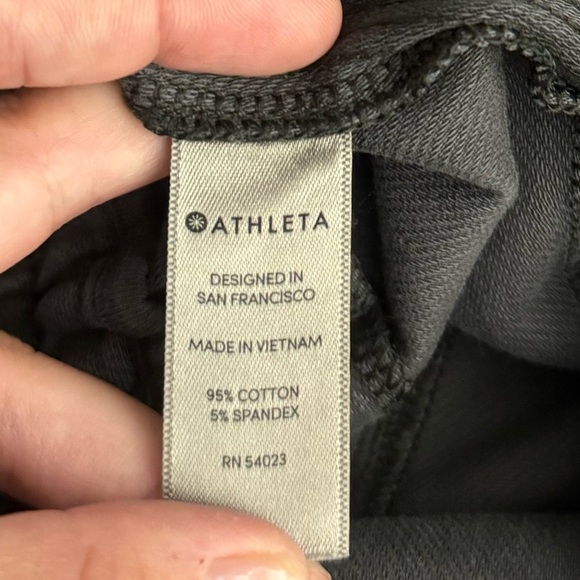 ATHLETA
DESIGNED IN
SAN FRANCISCO
MADE IN VIETNAM
95% COTTON
5% SPANDEX
RN 54023